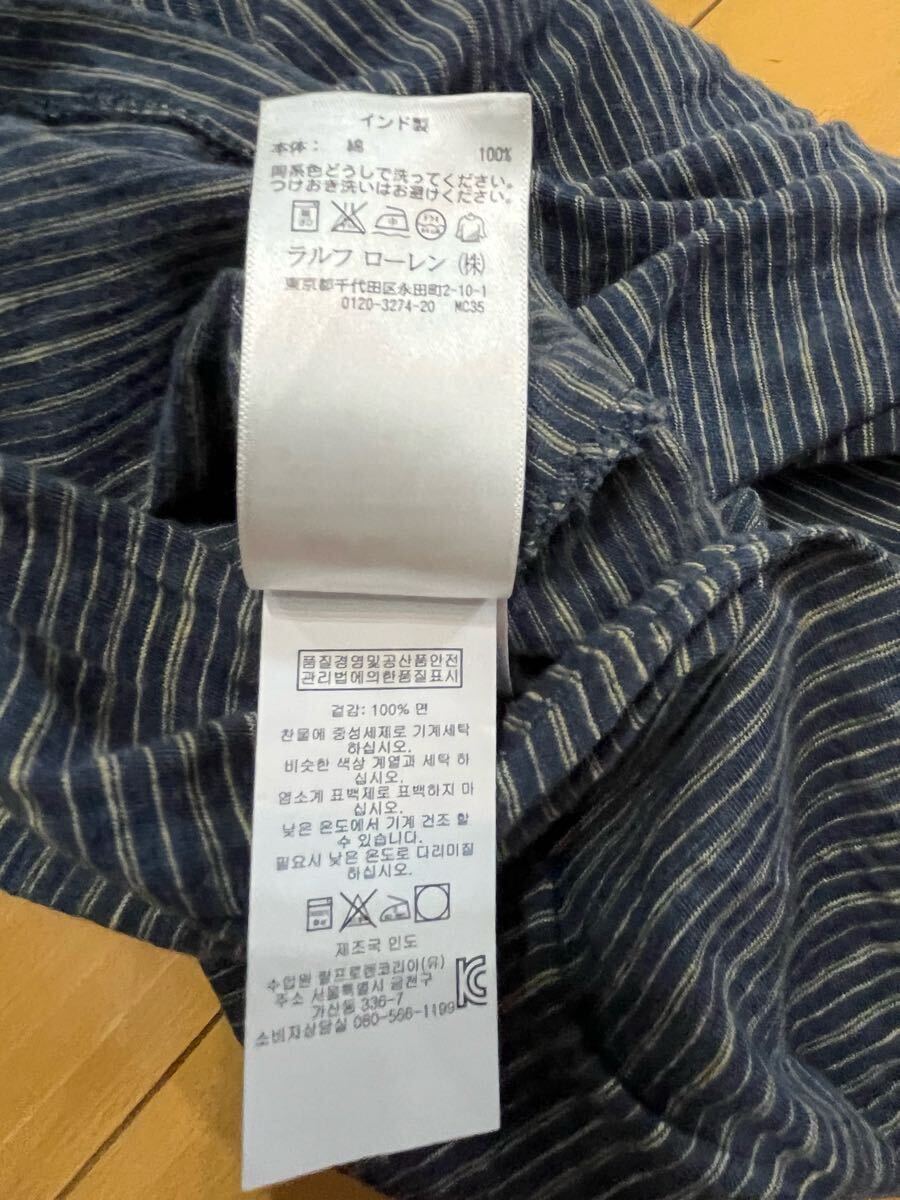 インド製
本体： 綿 100%
同系色どうしで洗ってください。
つけおき洗いはお避けください。
中
ラルフ ローレン（株）
東京都千代田区永田町2-10-1
0120-3274-20 MC35
품질경영및공산품안전
관리법에의한품질표시
겉감: 100% 면
찬물에 중성세제로 기계세탁
하십시오.
비슷한 색상 계열과 세탁 하
십시오.
염소계 표백제로 표백하지 마
십시오.
낮은 온도에서 기계 건조 할
수 있습니다.
필요시 낮은 온도로 다리미질
하십시오.
제조국 인도
수입원 랄프로렌코리아(유)
주소 서울특별시 금천구
가산동 336-7
소비자상담실 080-566-1199